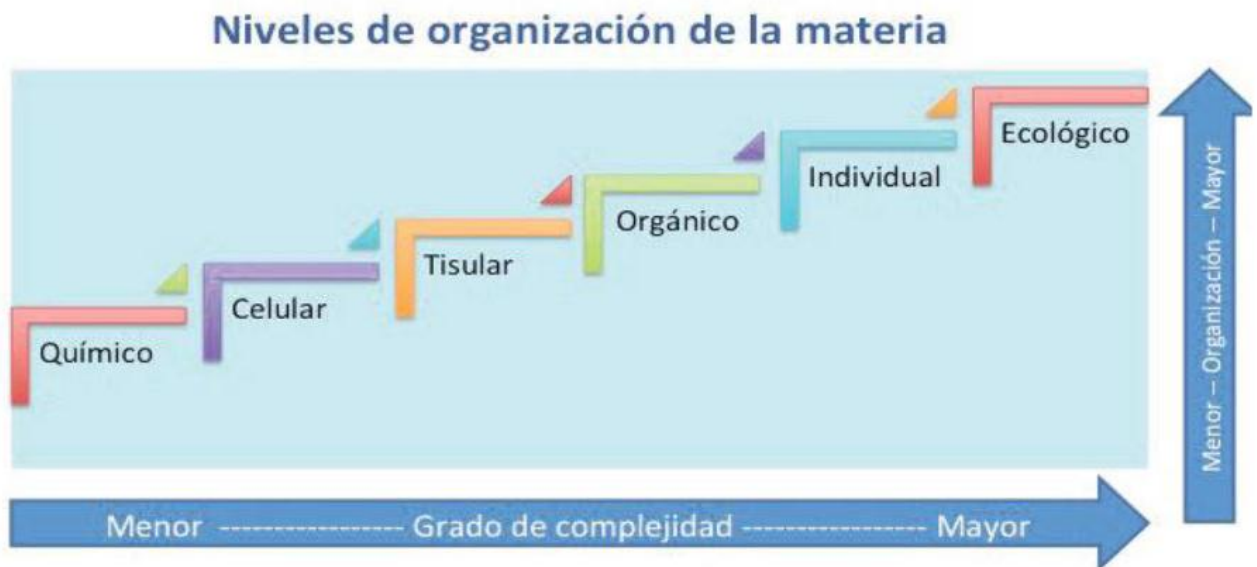 Niveles de organización de la materia
Químico
Celular
Tisular
Orgánico
Individual
Ecológico
Menor – Organización – Mayor
Menor ---------------- Grado de complejidad ---------------- Mayor